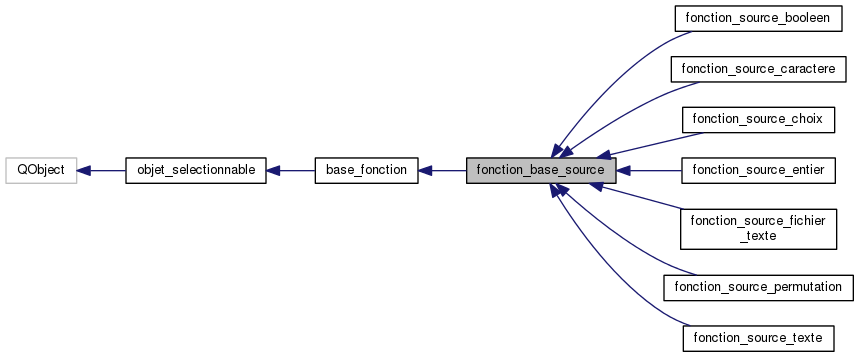 fonction_source_booleen
fonction_source_caractere
fonction_source_choix
QObject
objet_selectionnable
base_fonction
fonction_base_source
fonction_source_entier
fonction_source_fichier
_texte
fonction_source_permutation
fonction_source_texte